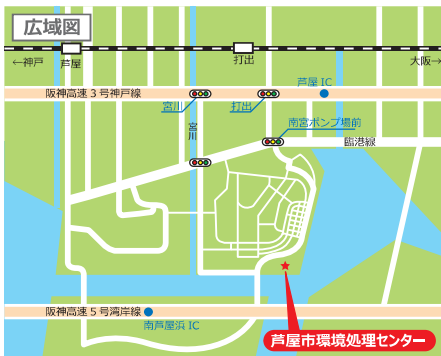 広域図
←神戸
芦屋
打出
大阪→
芦屋 IC
阪神高速 3 号神戸線
宮川
打出
南宮ポンプ場前
宮川
臨港線
阪神高速 5 号湾岸線
南芦屋浜 IC
芦屋市環境処理センター